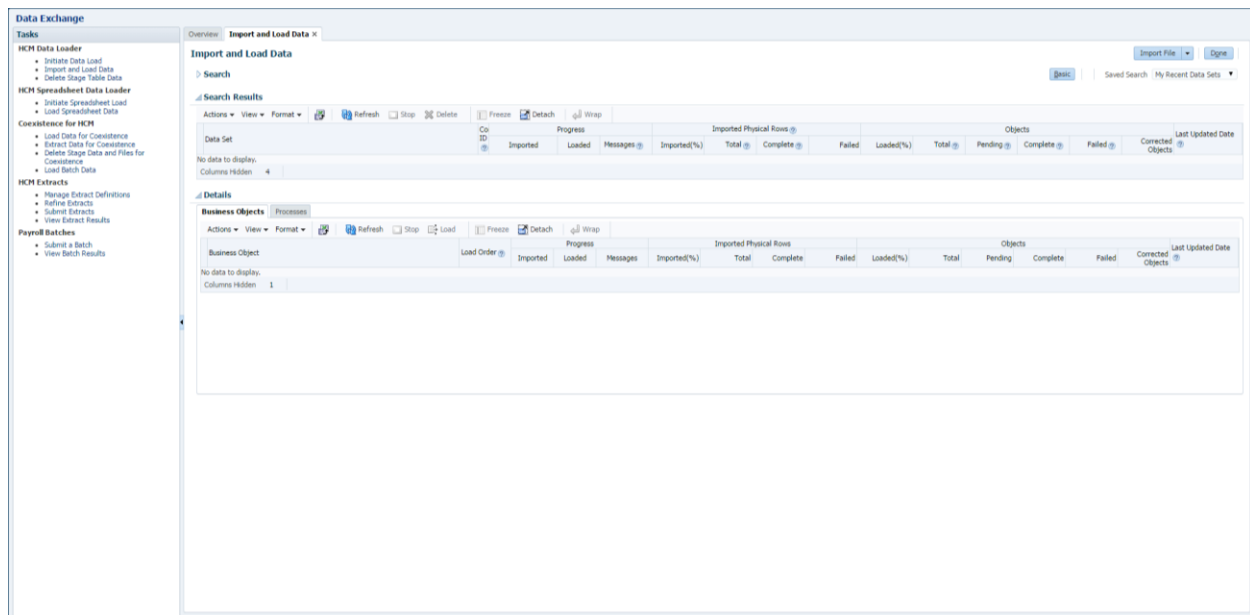 Data Exchange
Tasks
HCM Data Loader
Initiate Data Load
Import and Load Data
Delete Stage Table Data
HCM Spreadsheet Data Loader
Initiate Spreadsheet Load
Load Spreadsheet Data
Coexistence for HCM
Load Data for Coexistence
Extract Data for Coexistence
Delete Stage Data and Files for
Coexistence
Load Batch Data
HCM Extracts
Manage Extract Definitions
Refine Extracts
Submit Extracts
View Extract Results
Payroll Batches
Submit a Batch
View Batch Results
Overview Import and Load Data ×
Import and Load Data
Import File Done
Search
Basic Saved Search My Recent Data Sets
Search Results
Actions View Format Refresh Stop Delete Freeze Detach Wrap
Data Set Co ID Progress Imported Physical Rows Objects Last Updated Date
Imported Loaded Messages Imported(%) Total Complete Failed Loaded(%) Total Pending Complete Failed Corrected Objects
No data to display.
Columns Hidden 4
Details
Business Objects Processes
Actions View Format Refresh Stop Load Freeze Detach Wrap
Business Object Load Order Progress Imported Physical Rows Objects Last Updated Date
Imported Loaded Messages Imported(%) Total Complete Failed Loaded(%) Total Pending Complete Failed Corrected Objects
No data to display.
Columns Hidden 1